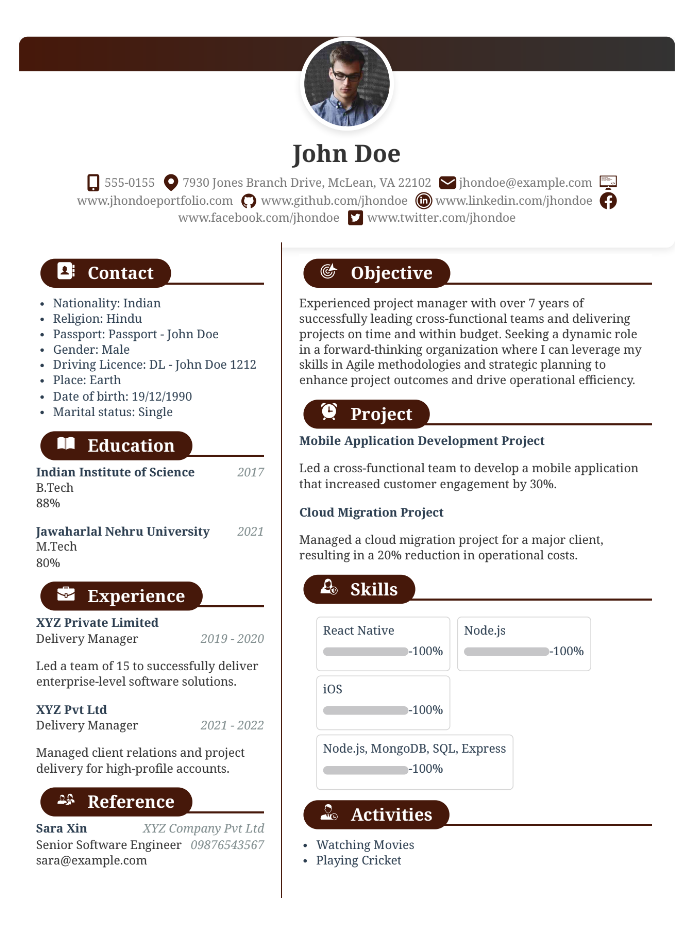 John Doe
555-0155 7930 Jones Branch Drive, McLean, VA 22102 jhondoe@example.com
www.jhondoeportfolio.com www.github.com/jhondoe www.linkedin.com/jhondoe
www.facebook.com/jhondoe www.twitter.com/jhondoe
Contact
Nationality: Indian
Religion: Hindu
Passport: Passport - John Doe
Gender: Male
Driving Licence: DL - John Doe 1212
Place: Earth
Date of birth: 19/12/1990
Marital status: Single
Education
Indian Institute of Science 2017
B.Tech
88%
Jawaharlal Nehru University 2021
M.Tech
80%
Experience
XYZ Private Limited
Delivery Manager 2019 - 2020
Led a team of 15 to successfully deliver
enterprise-level software solutions.
XYZ Pvt Ltd
Delivery Manager 2021 - 2022
Managed client relations and project
delivery for high-profile accounts.
Reference
Sara Xin XYZ Company Pvt Ltd
Senior Software Engineer 09876543567
sara@example.com
Objective
Experienced project manager with over 7 years of
successfully leading cross-functional teams and delivering
projects on time and within budget. Seeking a dynamic role
in a forward-thinking organization where I can leverage my
skills in Agile methodologies and strategic planning to
enhance project outcomes and drive operational efficiency.
Project
Mobile Application Development Project
Led a cross-functional team to develop a mobile application
that increased customer engagement by 30%.
Cloud Migration Project
Managed a cloud migration project for a major client,
resulting in a 20% reduction in operational costs.
Skills
React Native Node.js
-100% -100%
iOS
-100%
Node.js, MongoDB, SQL, Express
-100%
Activities
Watching Movies
Playing Cricket